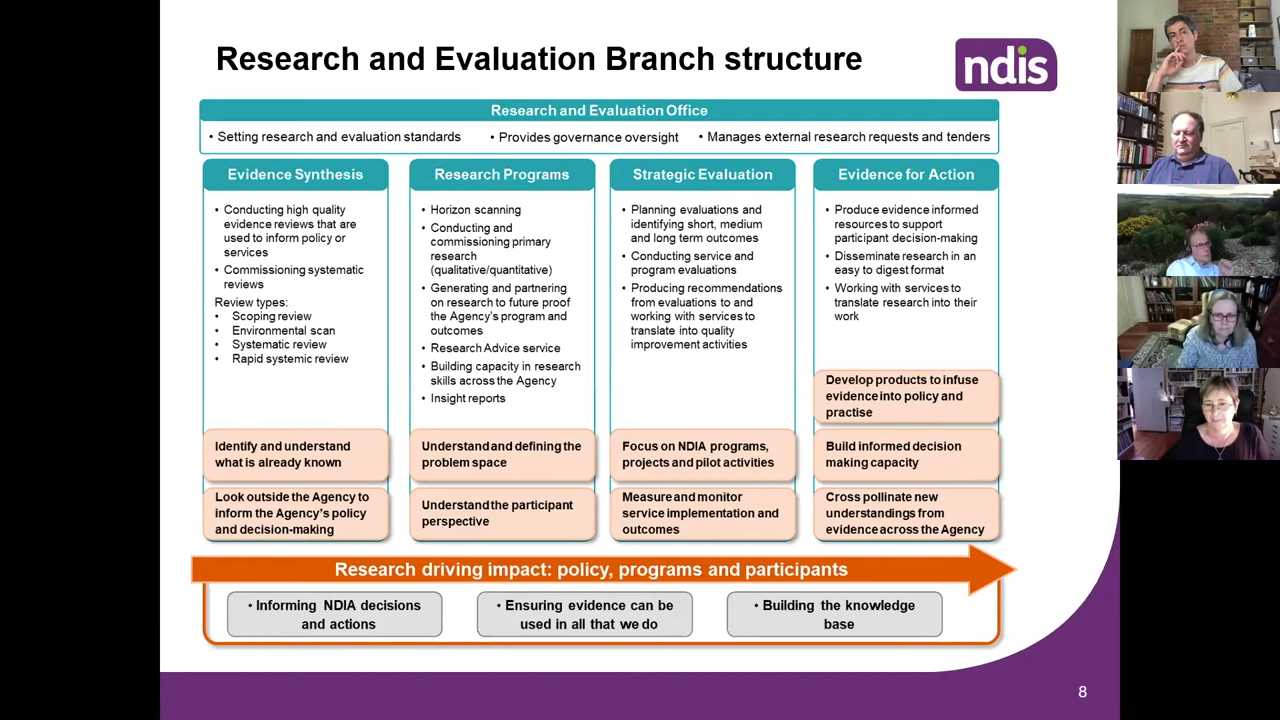 Research and Evaluation Branch structure
ndis
Research and Evaluation Office
• Setting research and evaluation standards
• Provides governance oversight
• Manages external research requests and tenders
Evidence Synthesis
• Conducting high quality
evidence reviews that are
used to inform policy or
services
• Commissioning systematic
reviews
Review types:
• Scoping review
• Environmental scan
• Systematic review
• Rapid systemic review
Identify and understand
what is already known
Look outside the Agency to
inform the Agency's policy
and decision-making
Research Programs
• Horizon scanning
• Conducting and
commissioning primary
research
(qualitative/quantitative)
• Generating and partnering
on research to future proof
the Agency's program and
outcomes
• Research Advice service
• Building capacity in research
skills across the Agency
• Insight reports
Understand and defining the
problem space
Understand the participant
perspective
Strategic Evaluation
• Planning evaluations and
identifying short, medium
and long term outcomes
• Conducting service and
program evaluations
• Producing recommendations
from evaluations to and
working with services to
translate into quality
improvement activities
Focus on NDIA programs,
projects and pilot activities
Measure and monitor
service implementation and
outcomes
Evidence for Action
• Produce evidence informed
resources to support
participant decision-making
• Disseminate research in an
easy to digest format
• Working with services to
translate research into their
work
Develop products to infuse
evidence into policy and
practise
Build informed decision
making capacity
Cross pollinate new
understandings from
evidence across the Agency
Research driving impact: policy, programs and participants
• Informing NDIA decisions
and actions
• Ensuring evidence can be
used in all that we do
• Building the knowledge
base
8